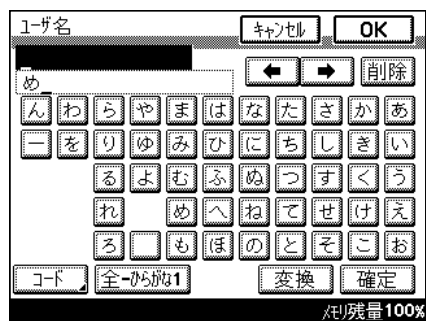 ユーザ名 キャンセル OK
← → 削除
め_
ん わ ら や ま は な た さ か あ
ー を り ゆ み ひ に ち し き い
る よ む ふ ぬ つ す く う
れ め へ ね て せ け え
ろ も ほ の と そ こ お
コード 全-ひらがな1 変換 確定
メモリ残量100%